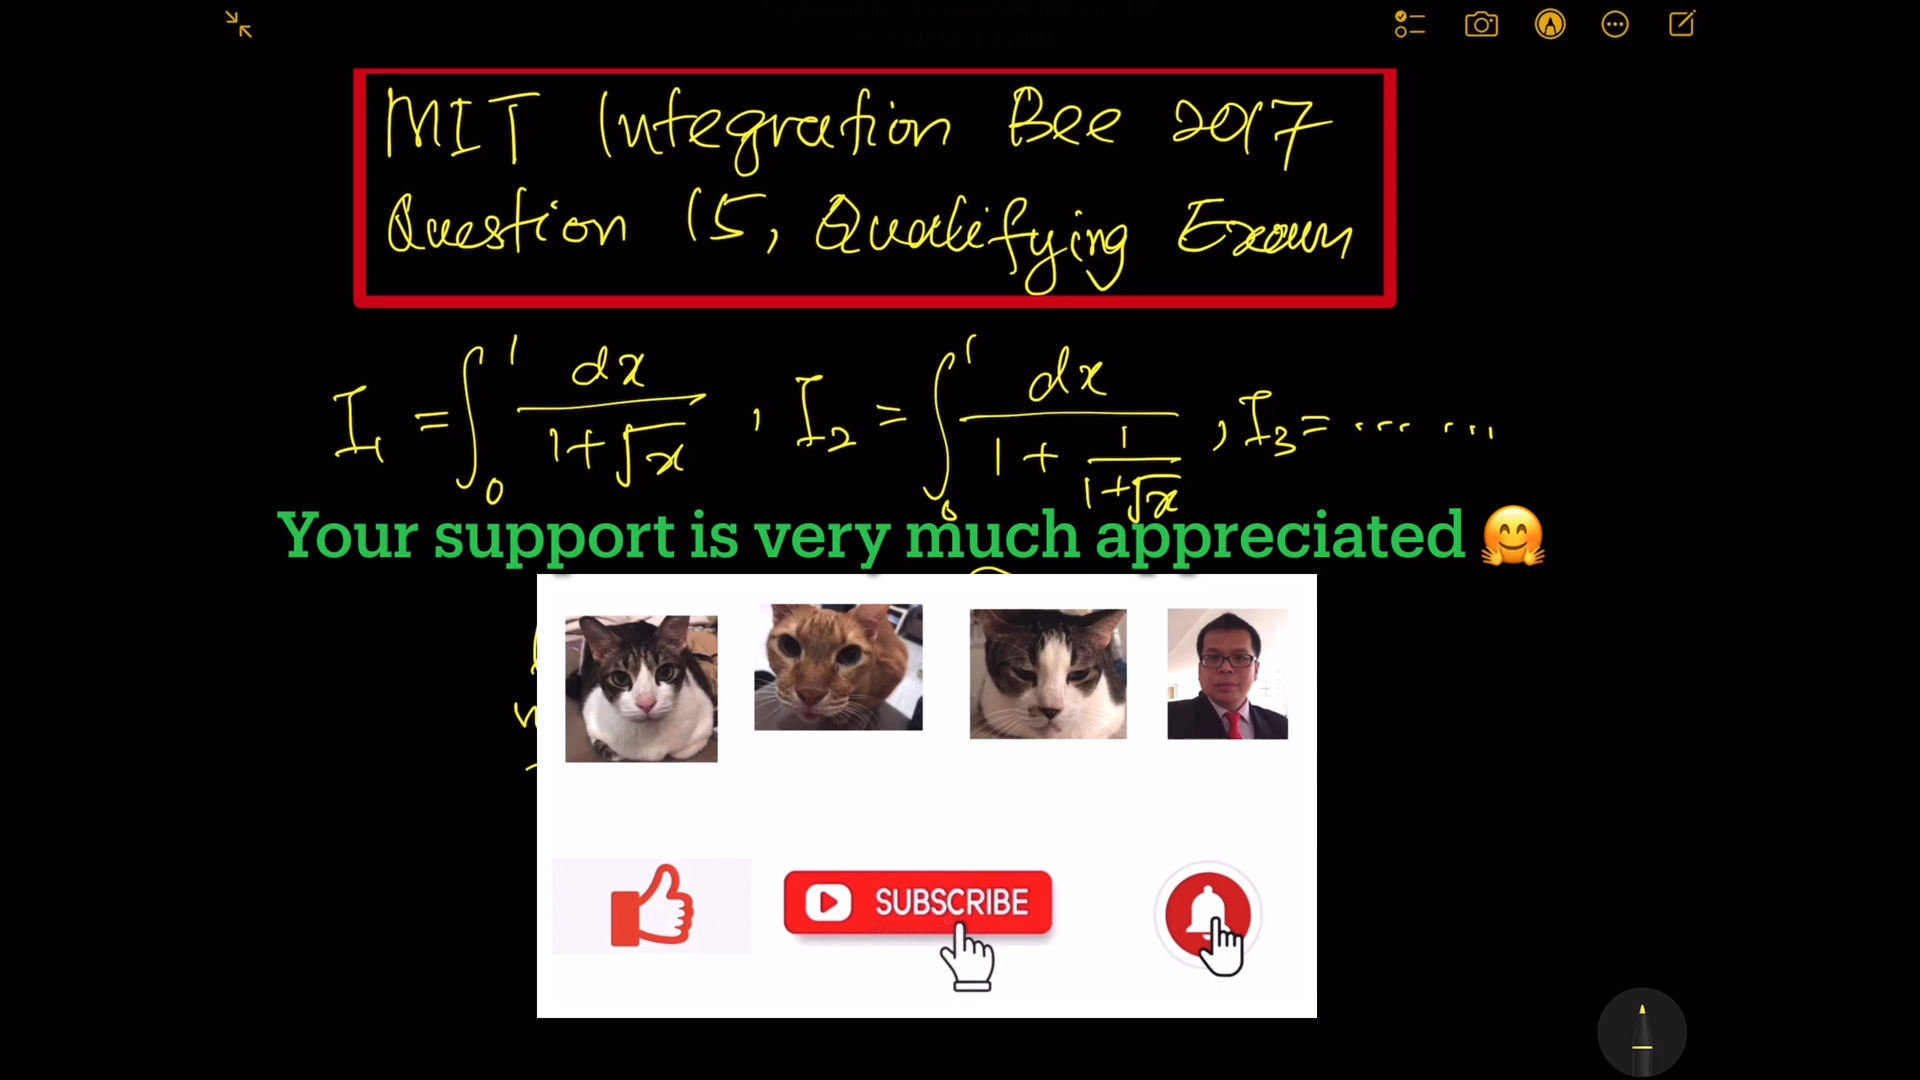 MIT Integration Bee 2017
Question 15, Qualifying Exam
I₁ = ∫₀¹ dx / (1+√x) , I₂ = ∫₀¹ dx / (1 + 1/(1+√x)) , I₃ = ... ...
Your support is very much appreciated 🤗
SUBSCRIBE